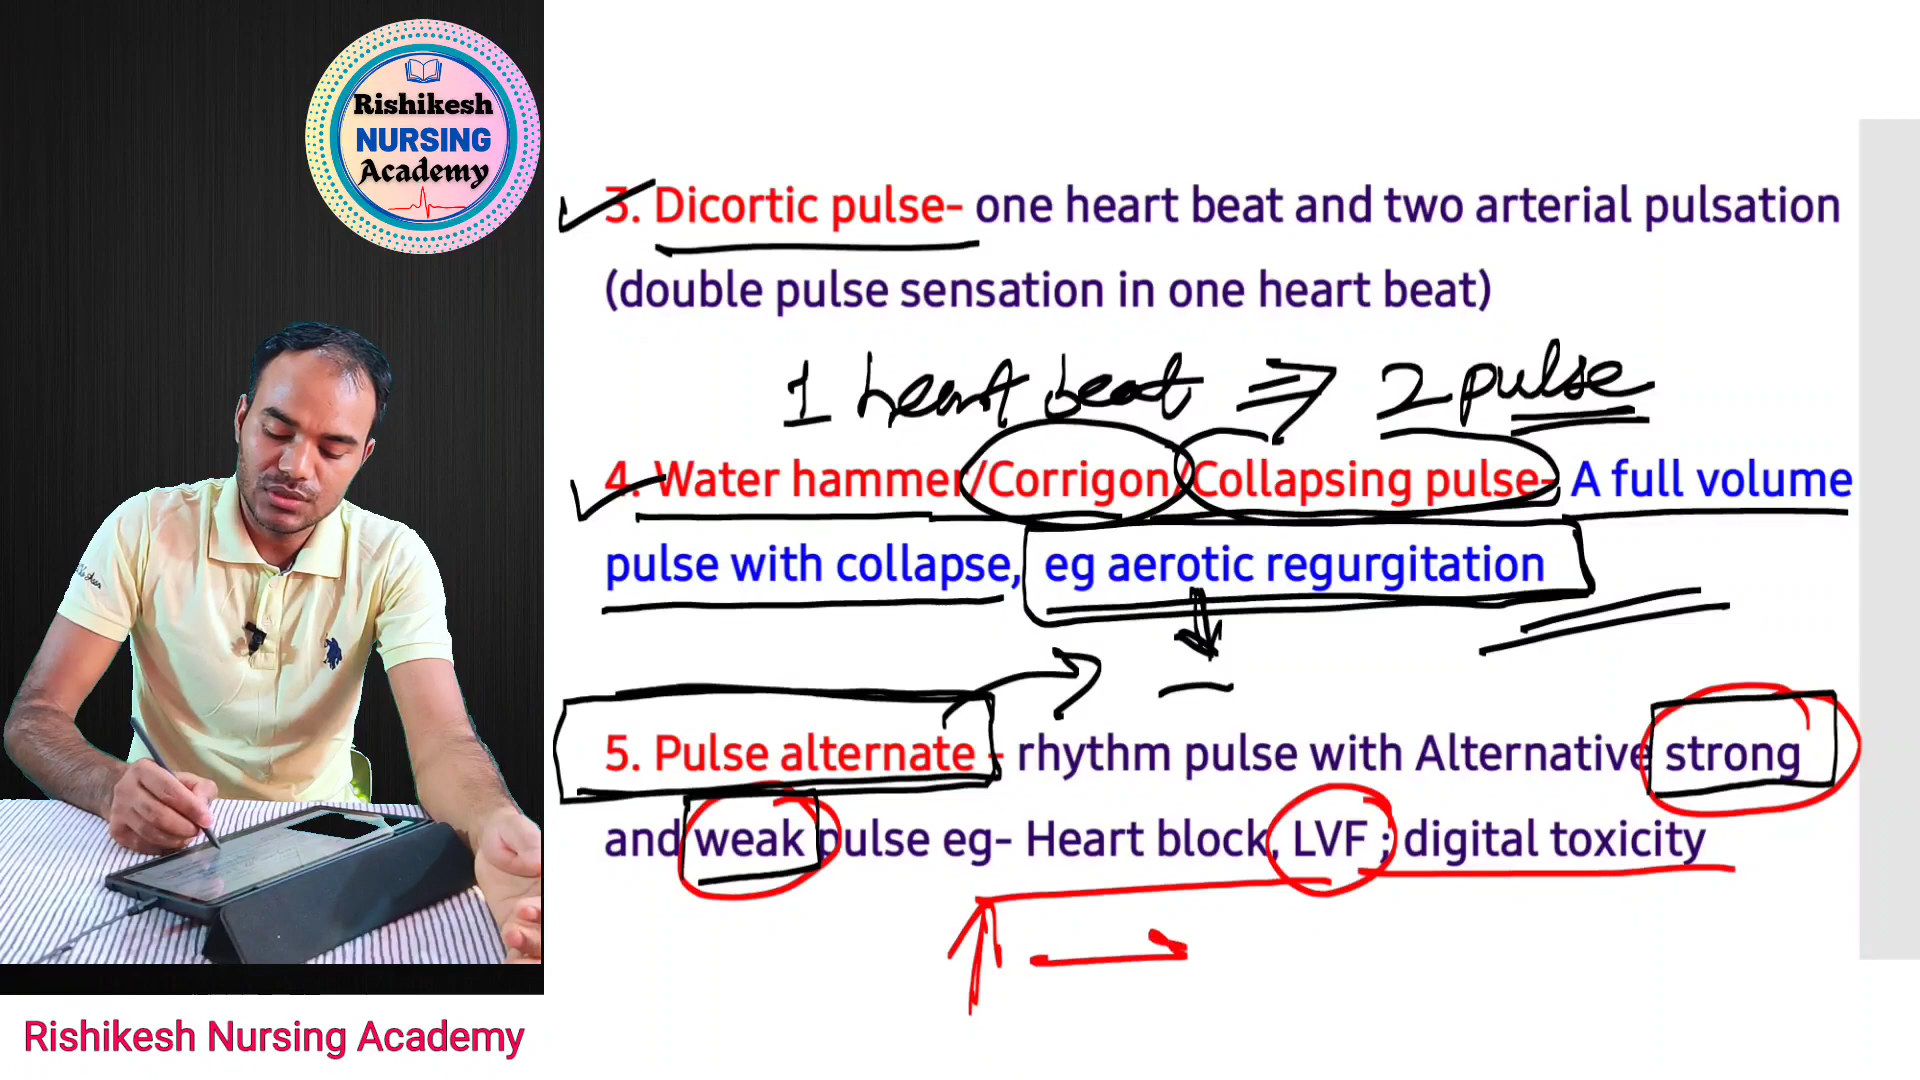 Rishikesh
NURSING
Academy
3. Dicortic pulse- one heart beat and two arterial pulsation
(double pulse sensation in one heart beat)
1 heart beat ⇒ 2 pulse
4. Water hammer/Corrigon/Collapsing pulse- A full volume
pulse with collapse, eg aerotic regurgitation
5. Pulse alternate - rhythm pulse with Alternative strong
and weak pulse eg- Heart block, LVF ; digital toxicity
Rishikesh Nursing Academy